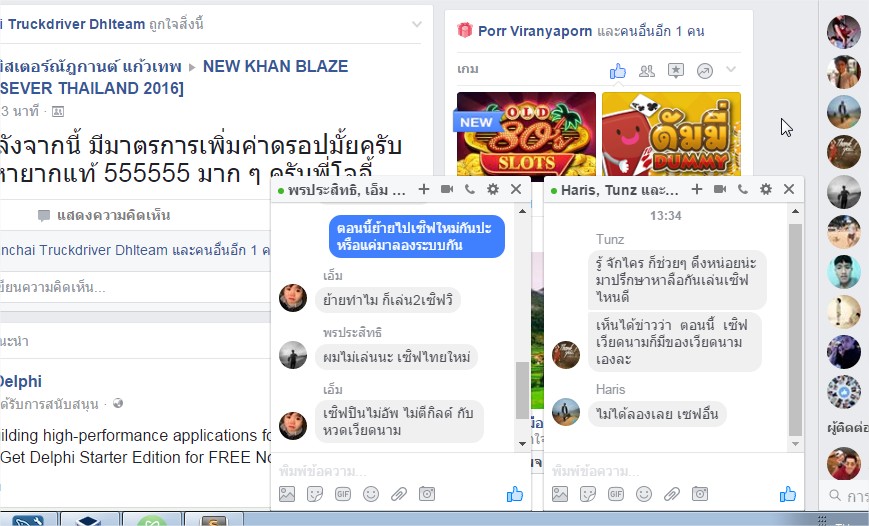 i Truckdriver Dhlteam ถูกใจสิ่งนี้
มิสเตอร์ณัฎกานต์ แก้วเทพ ▸ NEW KHAN BLAZE
SEVER THAILAND 2016]
3 นาที ·
ลังจากนี้ มีมาตรการเพิ่มค่าดรอปมั้ยครับ
หายากแท้ 555555 มาก ๆ ครับพี่โลอี้
แสดงความคิดเห็น
nchai Truckdriver Dhlteam และคนอื่นอีก 1 ค
ขียนความคิดเห็น...
นะนำ
Delphi
ได้รับการสนับสนุน ·
ilding high-performance applications fo
Get Delphi Starter Edition for FREE No
Porr Viranyaporn และคนอื่นอีก 1 คน
เกม
NEW
OLD
80's
SLOTS
ดัมมี่
DUMMY
พรประสิทธิ, เอ็ม ...
ตอนนี้ย้ายไปเซิฟใหม่กันปะ
หรือแค่มาลองระบบกัน
เอ็ม
ย้ายทำไม ก็เล่น2เซิฟวิ
พรประสิทธิ
ผมไม่เล่นนะ เซิฟไทยใหม่
เอ็ม
เซิฟปินไม่อัพ ไม่ตีกิลด์ กับ
หวดเวียดนาม
พิมพ์ข้อความ...
GIF
Haris, Tunz และ...
13:34
Tunz
รู้ จักไคร ก็ช่วยๆ ดึงหน่อยน่ะ
มาปรึกษาหาลือกันเล่นเซิฟ
ไหนดี
เห็นได้ข่าวว่า ตอนนี้ เซิฟ
เวียดนามก็มีของเวียดนาม
เองละ
Haris
ไม่ได้ลองเลย เซฟอื่น
พิมพ์ข้อความ...
GIF
ผู้ติดต่อ
การ